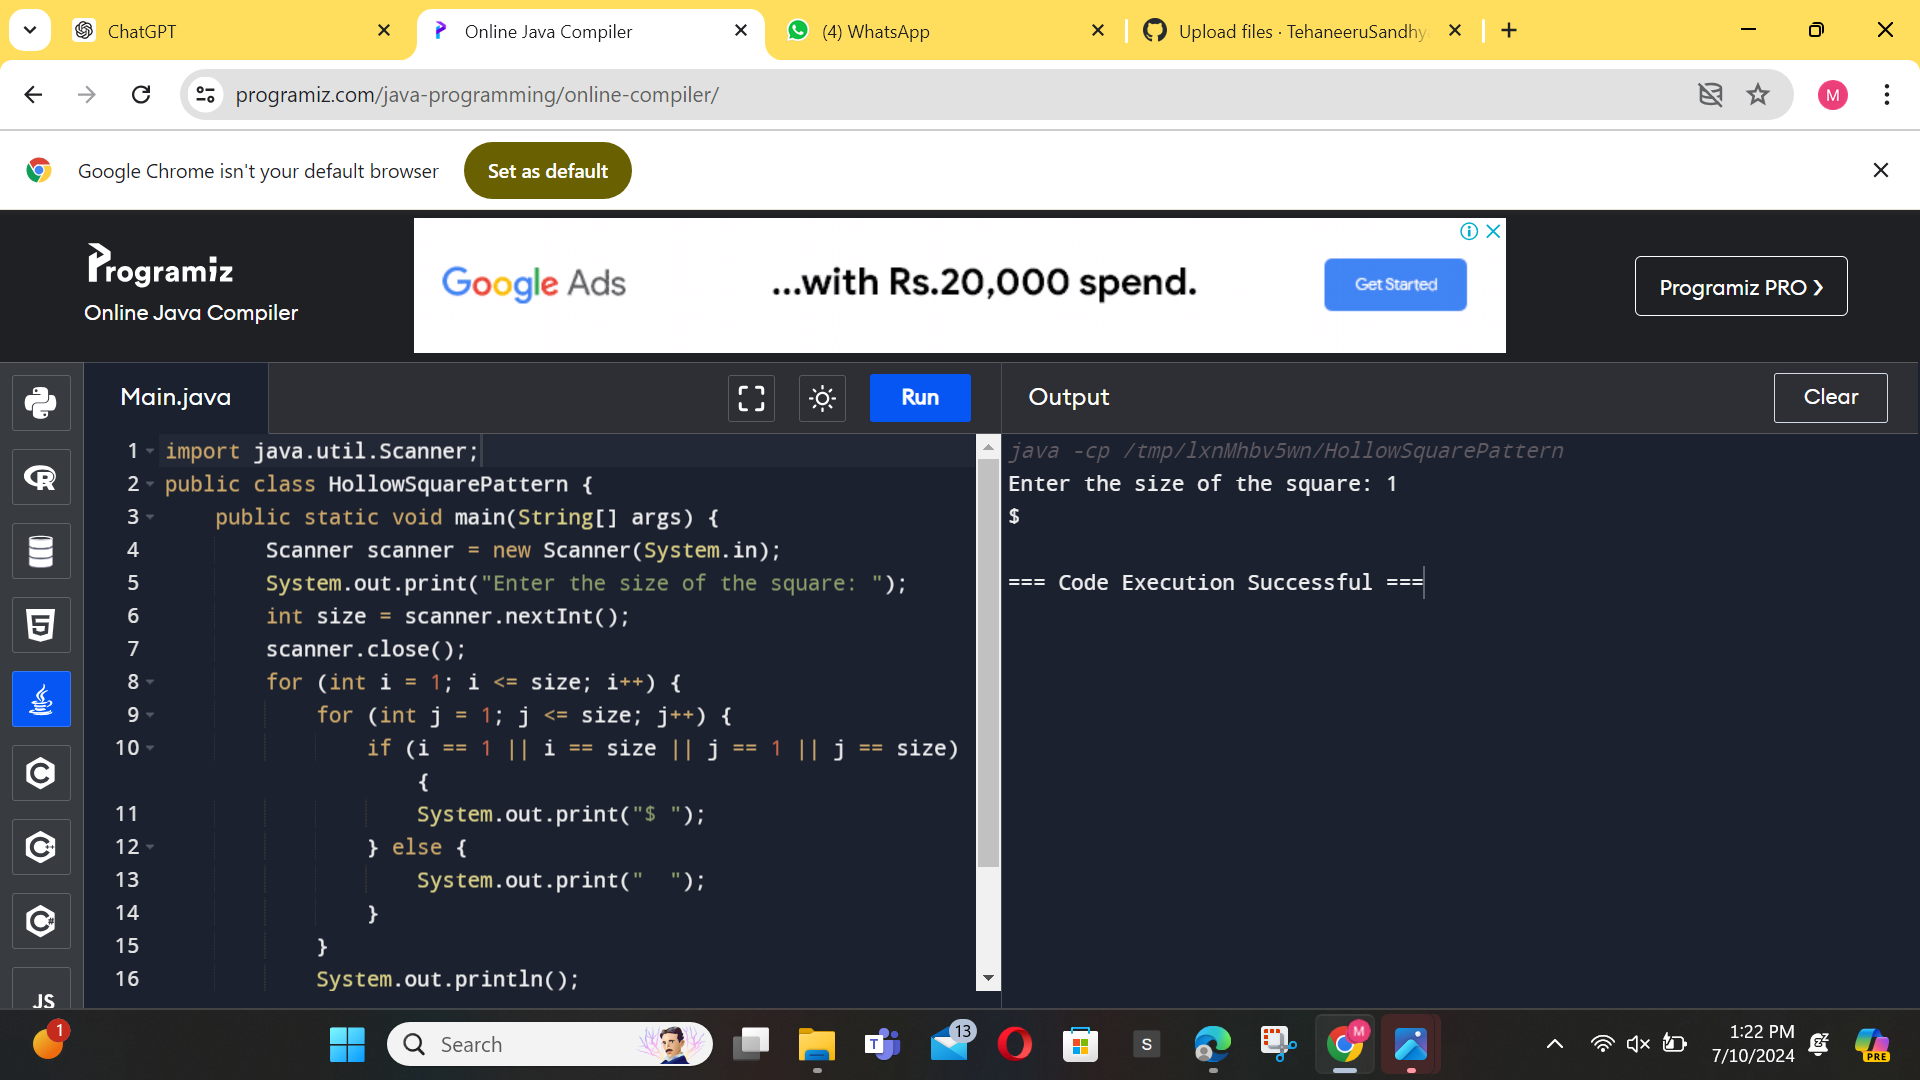 ChatGPT
Online Java Compiler
(4) WhatsApp
Upload files · TehaneeruSandhy
programiz.com/java-programming/online-compiler/
M
Google Chrome isn't your default browser
Set as default
Programiz
Online Java Compiler
Google Ads
...with Rs.20,000 spend.
Get Started
Programiz PRO ❯
Main.java
Run
Output
Clear
1 import java.util.Scanner;
2 public class HollowSquarePattern {
3     public static void main(String[] args) {
4         Scanner scanner = new Scanner(System.in);
5         System.out.print("Enter the size of the square: ");
6         int size = scanner.nextInt();
7         scanner.close();
8         for (int i = 1; i <= size; i++) {
9             for (int j = 1; j <= size; j++) {
10                 if (i == 1 || i == size || j == 1 || j == size)
{
11                     System.out.print("$ ");
12                 } else {
13                     System.out.print("  ");
14                 }
15             }
16             System.out.println();
java -cp /tmp/lxnMhbv5wn/HollowSquarePattern
Enter the size of the square: 1
$
=== Code Execution Successful ===
R
5
C
C++
C#
JS
1
Search
T
13
S
M
1:22 PM
7/10/2024
PRE